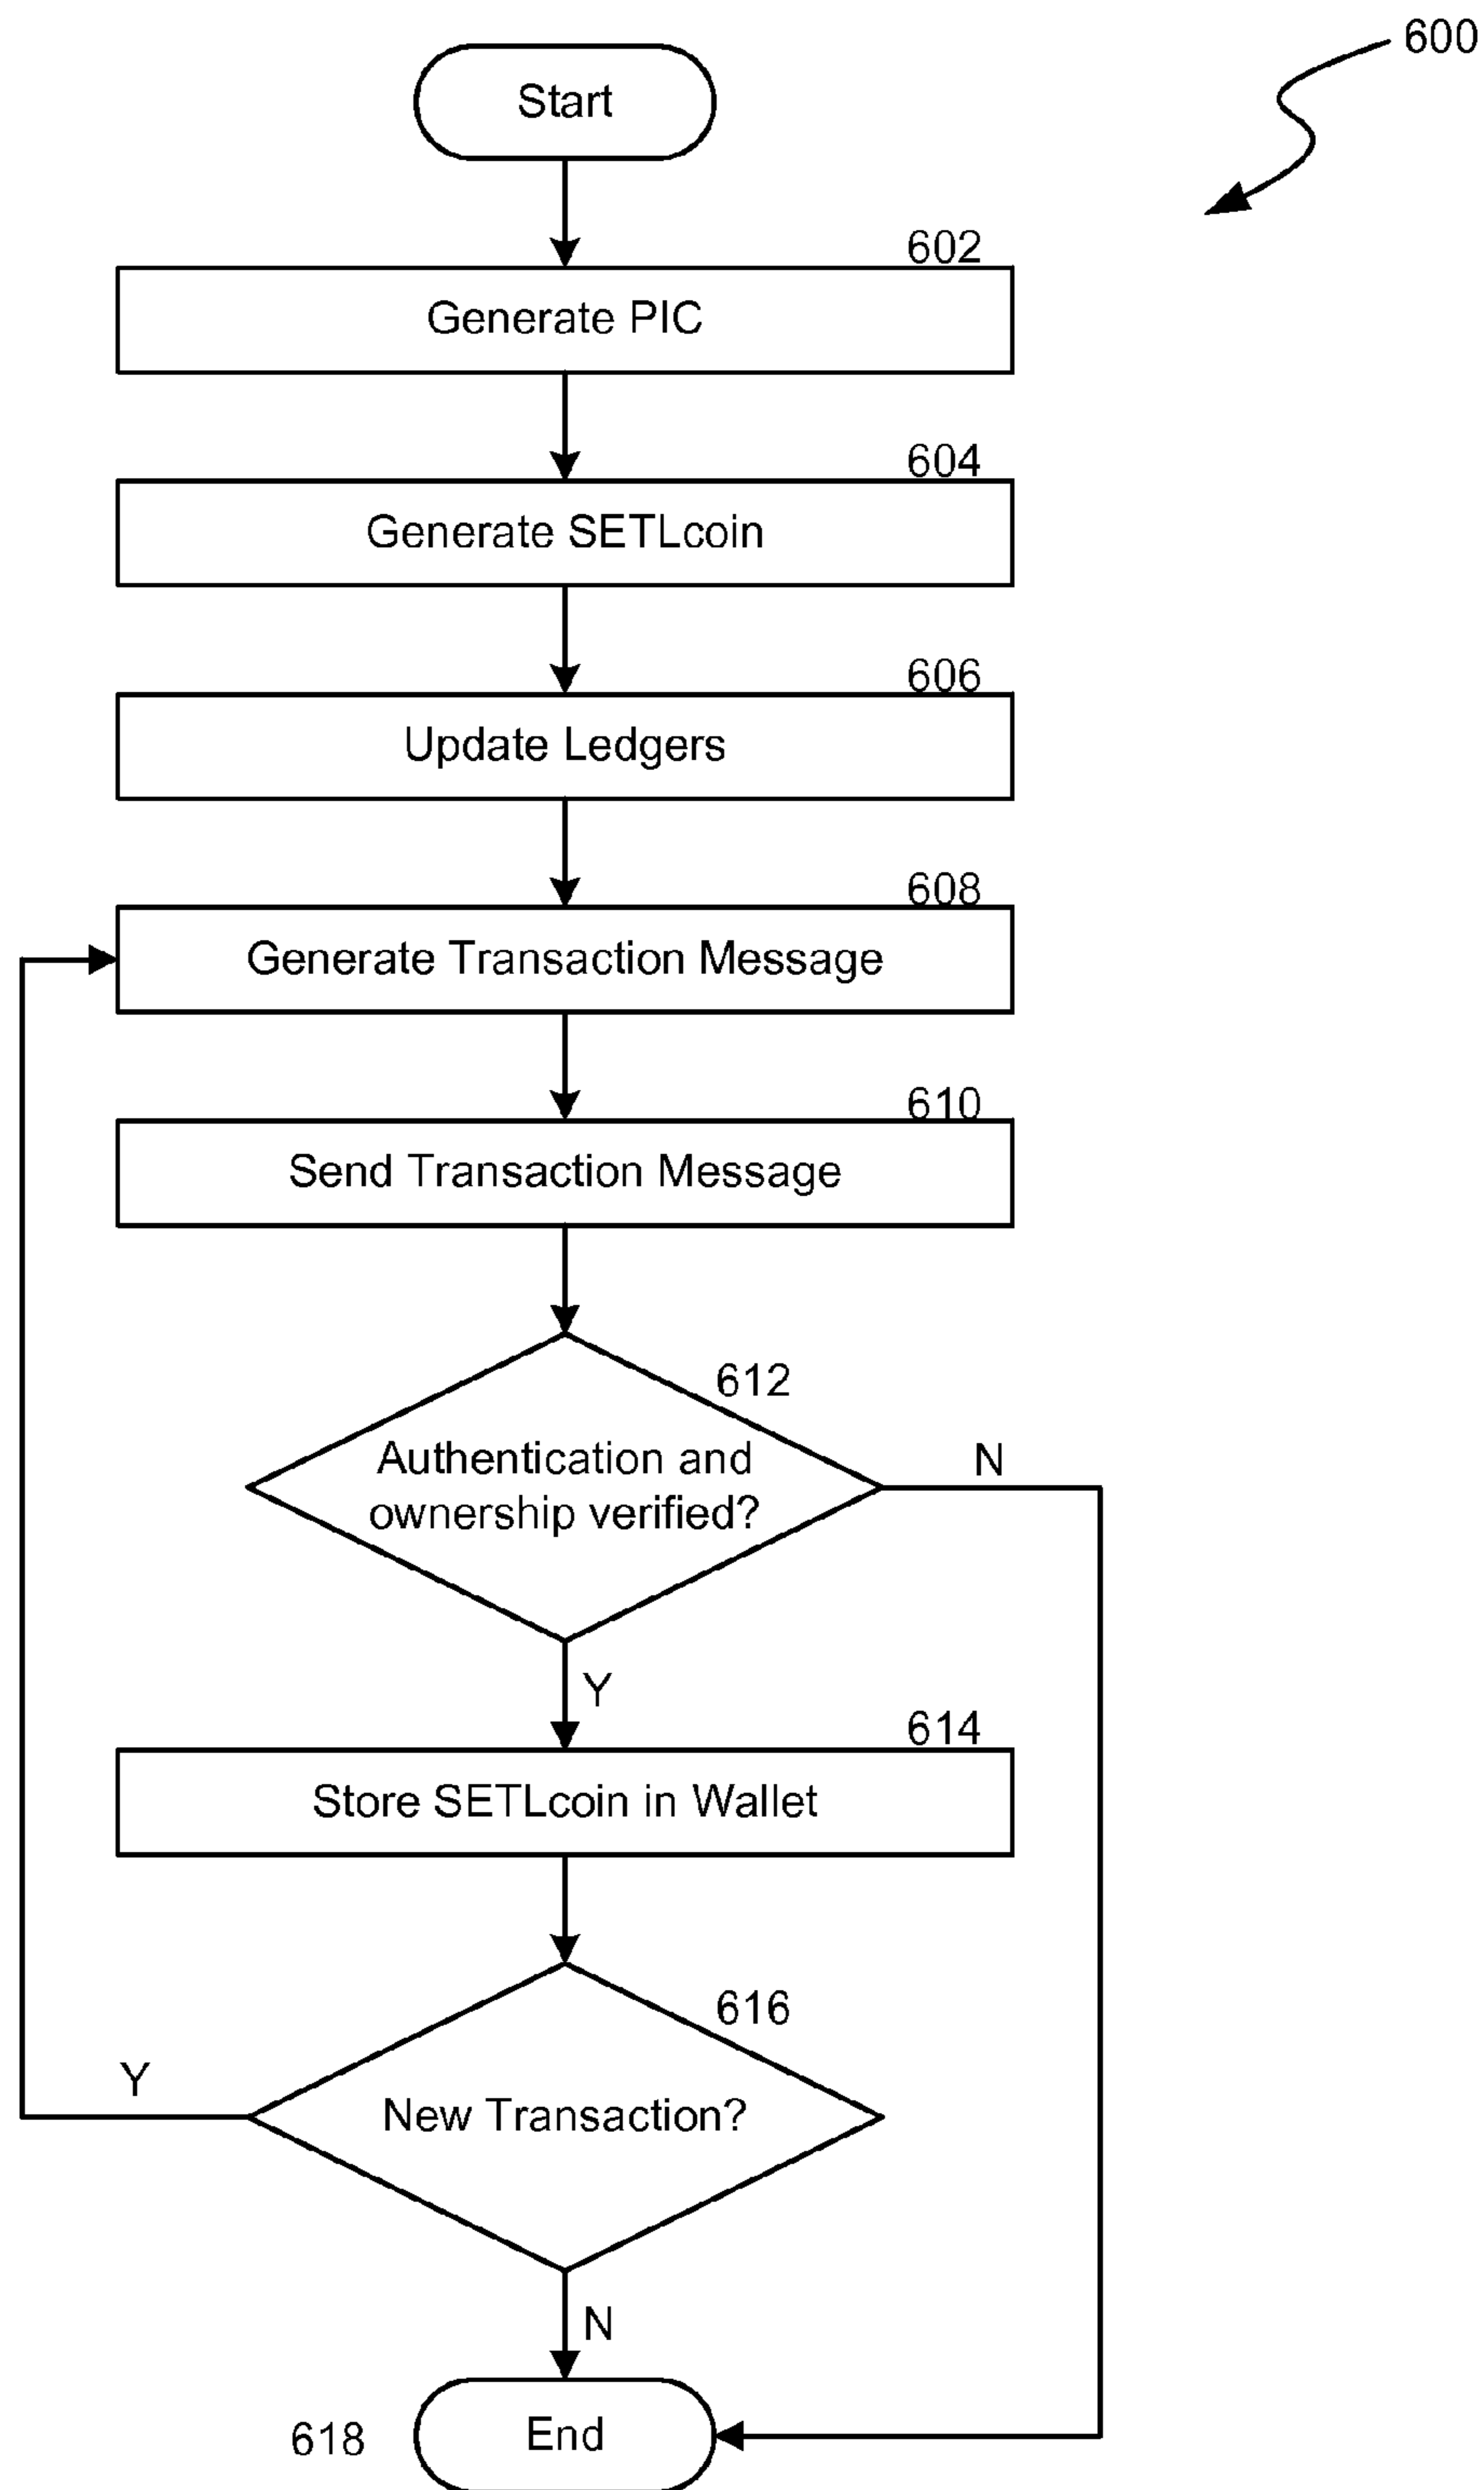 600
Start
602
Generate PIC
604
Generate SETLcoin
606
Update Ledgers
608
Generate Transaction Message
610
Send Transaction Message
612
Authentication and
ownership verified?
N
Y
614
Store SETLcoin in Wallet
616
New Transaction?
Y
N
End
618